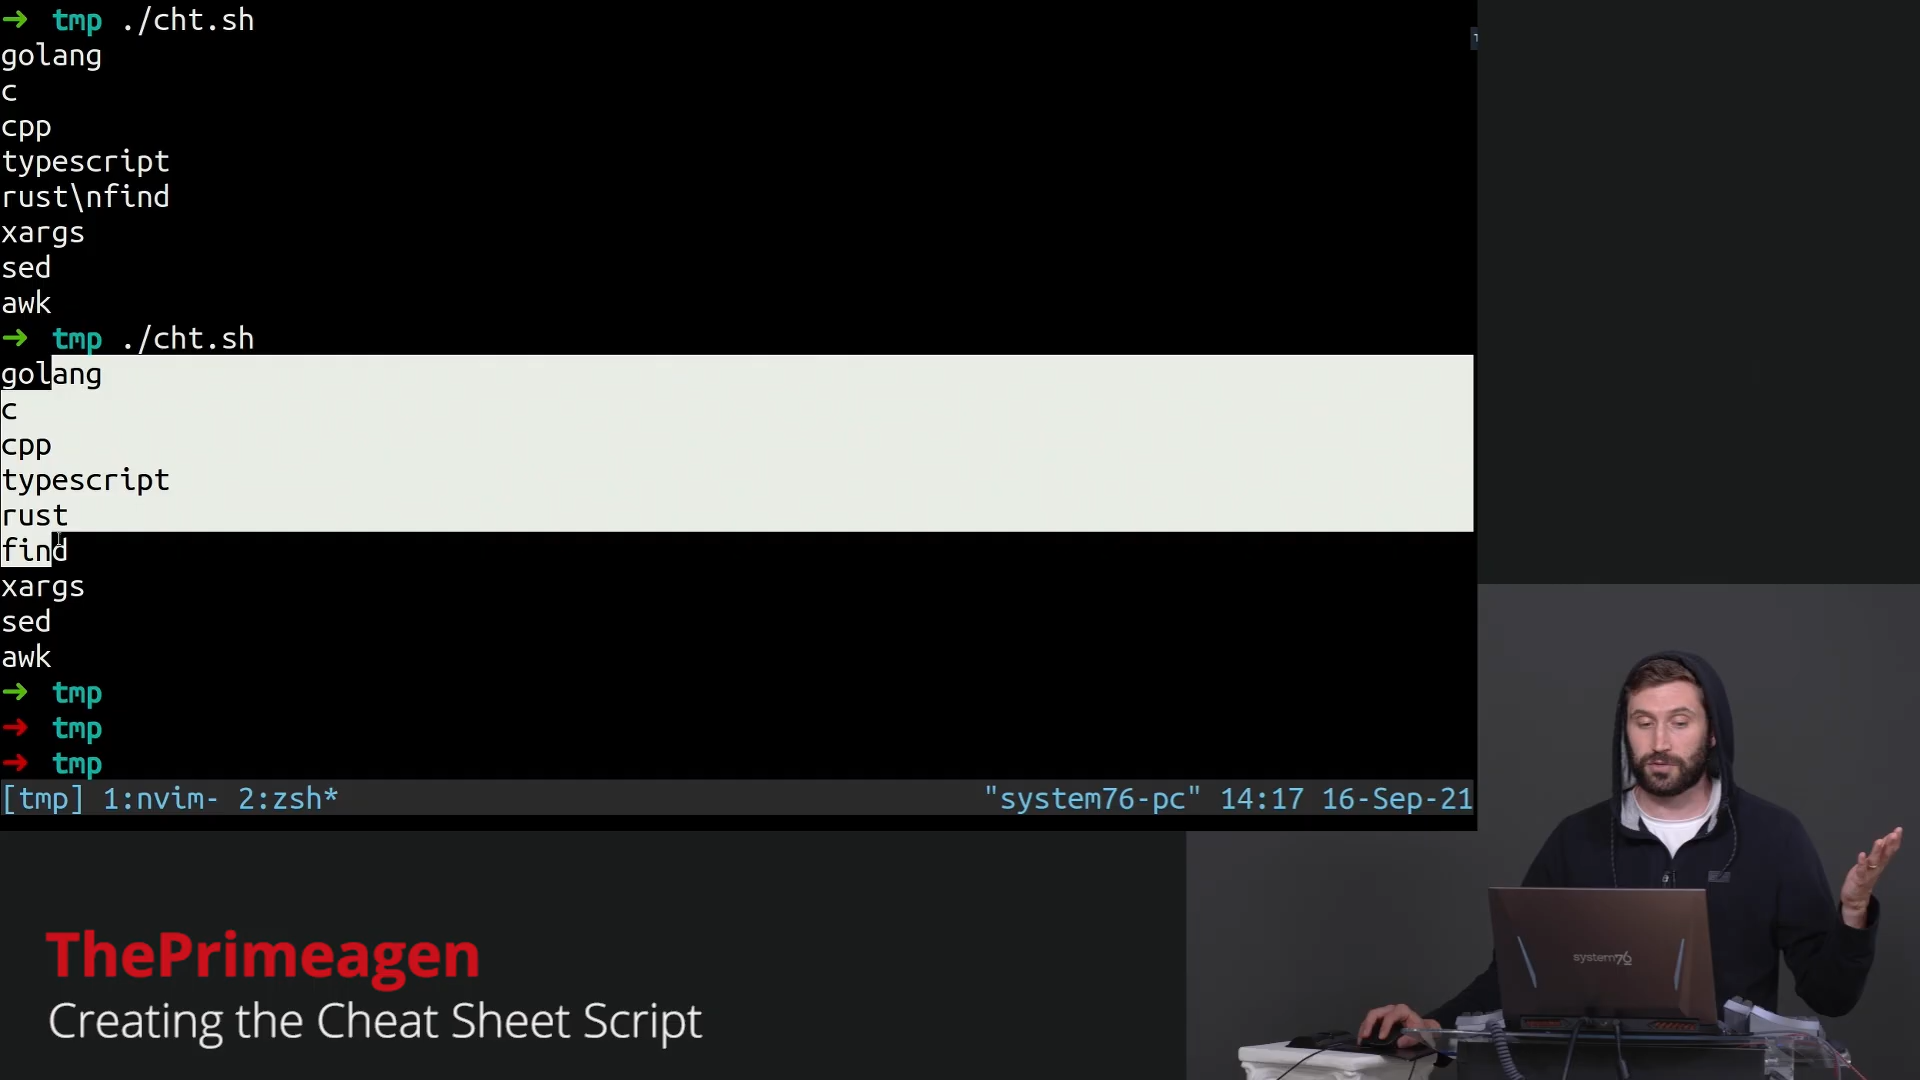 ➜ tmp ./cht.sh
golang
c
cpp
typescript
rust\nfind
xargs
sed
awk
➜ tmp ./cht.sh
golang
c
cpp
typescript
rust
find
xargs
sed
awk
➜ tmp
➜ tmp
➜ tmp
[tmp] 1:nvim- 2:zsh* "system76-pc" 14:17 16-Sep-21
system76
ThePrimeagen
Creating the Cheat Sheet Script